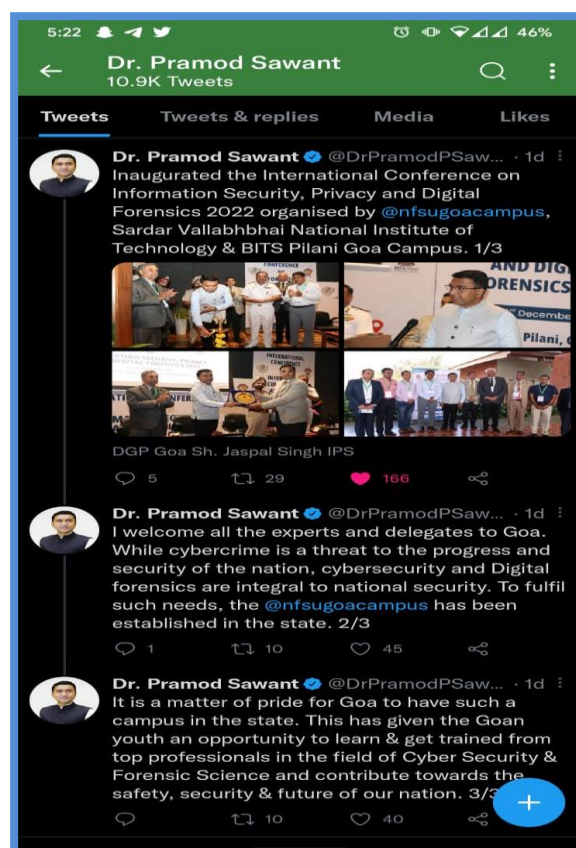 5:22
46%
Dr. Pramod Sawant
10.9K Tweets
Tweets Tweets & replies Media Likes
Dr. Pramod Sawant @DrPramodPSaw... · 1d
Inaugurated the International Conference on
Information Security, Privacy and Digital
Forensics 2022 organised by @nfsugoacampus,
Sardar Vallabhbhai National Institute of
Technology & BITS Pilani Goa Campus. 1/3
CONFERENCE
AND DIG
ORENSICS
Decembe
Pilani,
INTERNATIONAL
CONFERENCE
DGP Goa Sh. Jaspal Singh IPS
5 29 166
Dr. Pramod Sawant @DrPramodPSaw... · 1d
I welcome all the experts and delegates to Goa.
While cybercrime is a threat to the progress and
security of the nation, cybersecurity and Digital
forensics are integral to national security. To fulfil
such needs, the @nfsugoacampus has been
established in the state. 2/3
1 10 45
Dr. Pramod Sawant @DrPramodPSaw... · 1d
It is a matter of pride for Goa to have such a
campus in the state. This has given the Goan
youth an opportunity to learn & get trained from
top professionals in the field of Cyber Security &
Forensic Science and contribute towards the
safety, security & future of our nation. 3/3
10 40